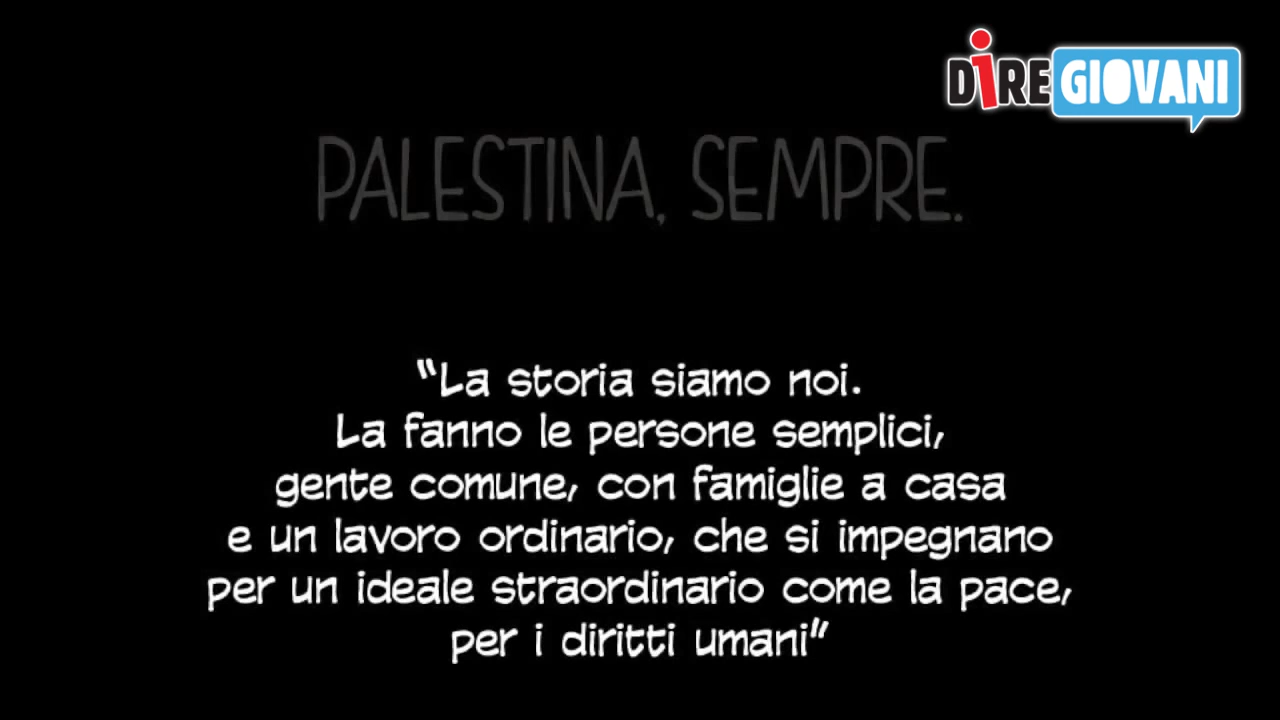 DIRE GIOVANI
PALESTINA, SEMPRE.
“La storia siamo noi.
La fanno le persone semplici,
gente comune, con famiglie a casa
e un lavoro ordinario, che si impegnano
per un ideale straordinario come la pace,
per i diritti umani”